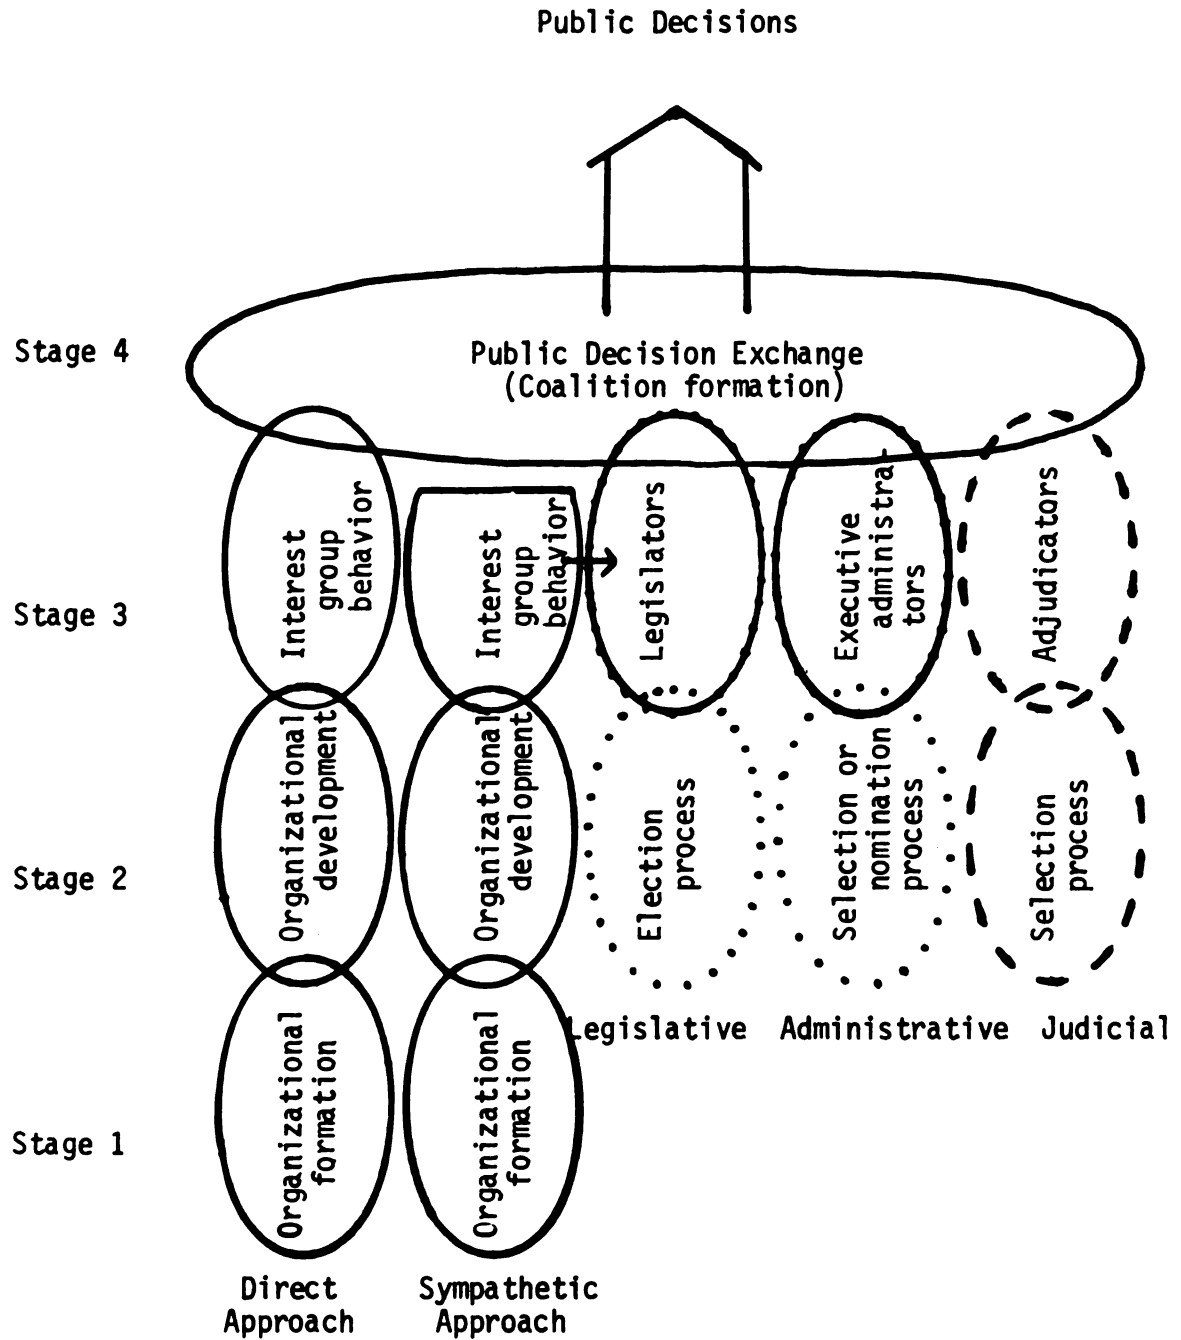 Public Decisions
Stage 4
Public Decision Exchange
(Coalition formation)
Stage 3
Interest
group
behavior
Interest
group
behavior
Legislators
Executive
administra-
tors
Adjudicators
Stage 2
Organizational
development
Organizational
development
Election
process
Selection or
nomination
process
Selection
process
Legislative
Administrative
Judicial
Stage 1
Organizational
formation
Organizational
formation
Direct
Approach
Sympathetic
Approach